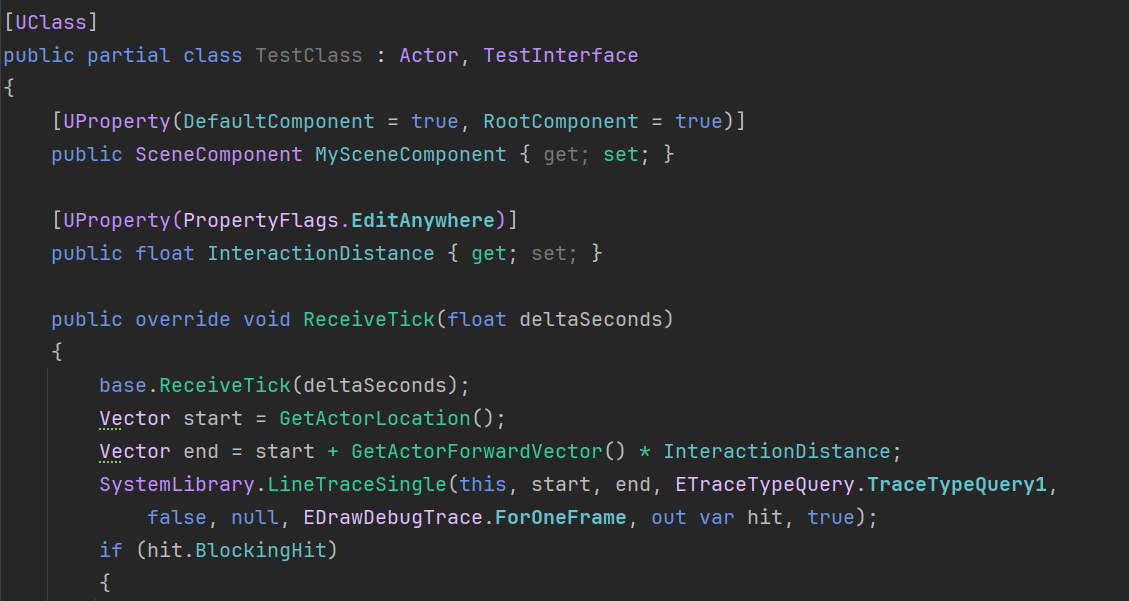 [UClass]
public partial class TestClass : Actor, TestInterface
{
    [UProperty(DefaultComponent = true, RootComponent = true)]
    public SceneComponent MySceneComponent { get; set; }

    [UProperty(PropertyFlags.EditAnywhere)]
    public float InteractionDistance { get; set; }

    public override void ReceiveTick(float deltaSeconds)
    {
        base.ReceiveTick(deltaSeconds);
        Vector start = GetActorLocation();
        Vector end = start + GetActorForwardVector() * InteractionDistance;
        SystemLibrary.LineTraceSingle(this, start, end, ETraceTypeQuery.TraceTypeQuery1,
            false, null, EDrawDebugTrace.ForOneFrame, out var hit, true);
        if (hit.BlockingHit)
        {